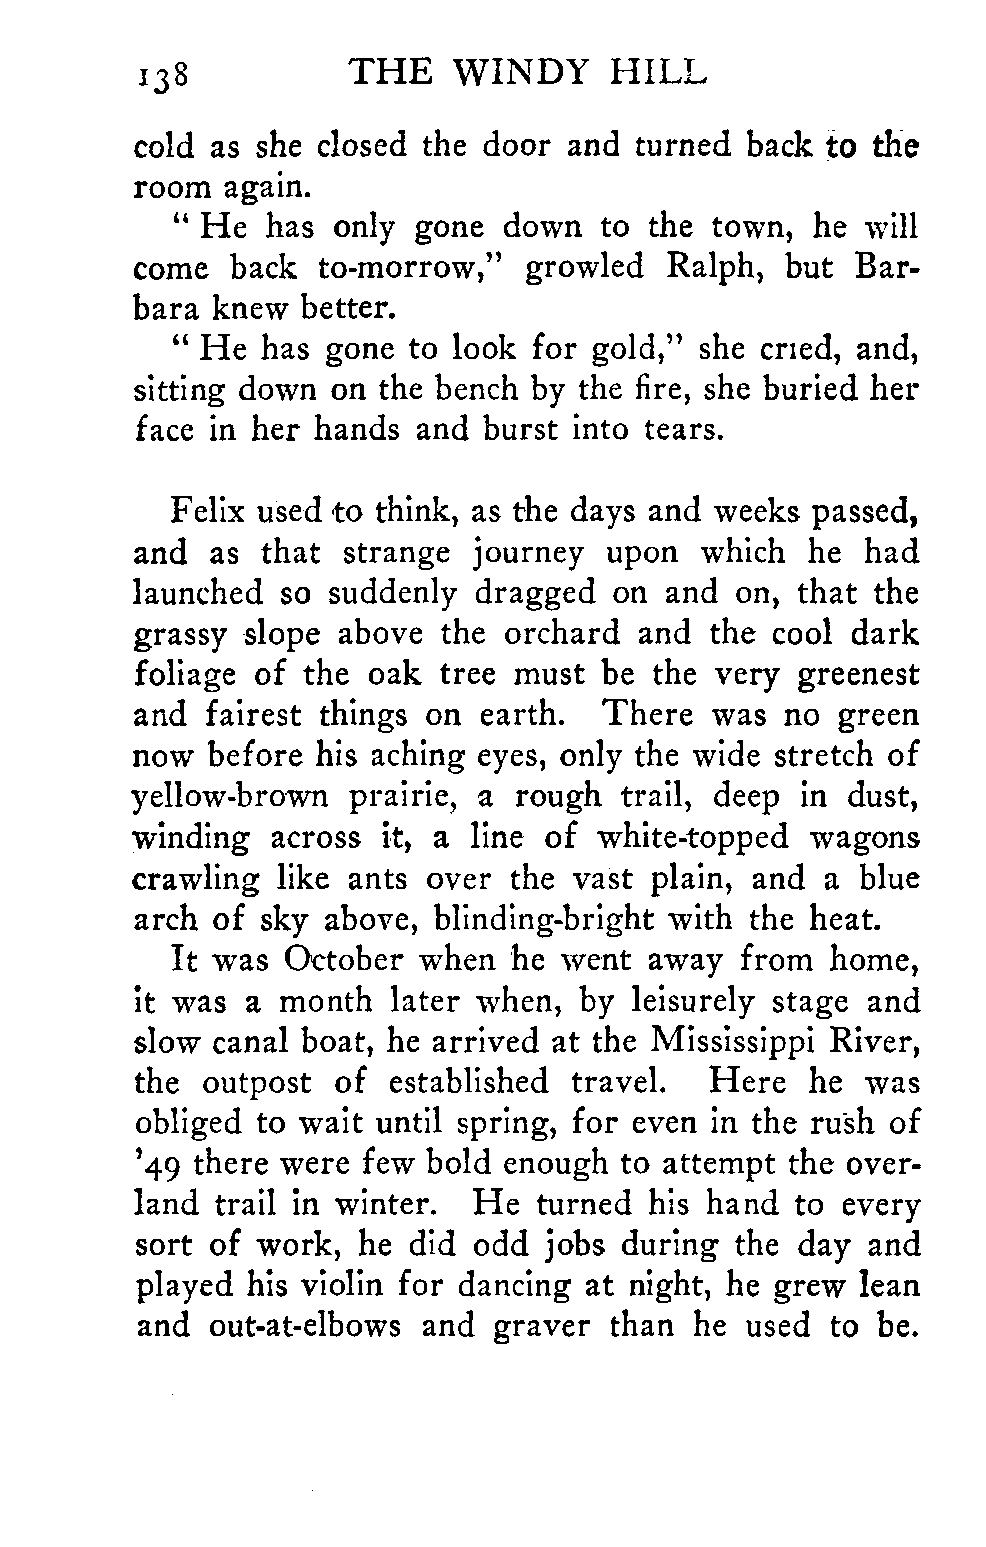 138 THE WINDY HILL
cold as she closed the door and turned back to the
room again.
" He has only gone down to the town, he will
come back to-morrow," growled Ralph, but Bar-
bara knew better.
" He has gone to look for gold," she cried, and,
sitting down on the bench by the fire, she buried her
face in her hands and burst into tears.
Felix used to think, as the days and weeks passed,
and as that strange journey upon which he had
launched so suddenly dragged on and on, that the
grassy slope above the orchard and the cool dark
foliage of the oak tree must be the very greenest
and fairest things on earth. There was no green
now before his aching eyes, only the wide stretch of
yellow-brown prairie, a rough trail, deep in dust,
winding across it, a line of white-topped wagons
crawling like ants over the vast plain, and a blue
arch of sky above, blinding-bright with the heat.
It was October when he went away from home,
it was a month later when, by leisurely stage and
slow canal boat, he arrived at the Mississippi River,
the outpost of established travel. Here he was
obliged to wait until spring, for even in the rush of
'49 there were few bold enough to attempt the over-
land trail in winter. He turned his hand to every
sort of work, he did odd jobs during the day and
played his violin for dancing at night, he grew lean
and out-at-elbows and graver than he used to be.